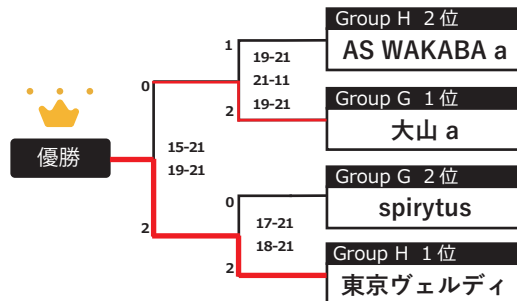 Group H 2位
AS WAKABA a
Group G 1位
大山 a
Group G 2位
spirytus
Group H 1位
東京ヴェルディ
1
19-21
21-11
19-21
2
0
15-21
19-21
2
0
17-21
18-21
2
優勝